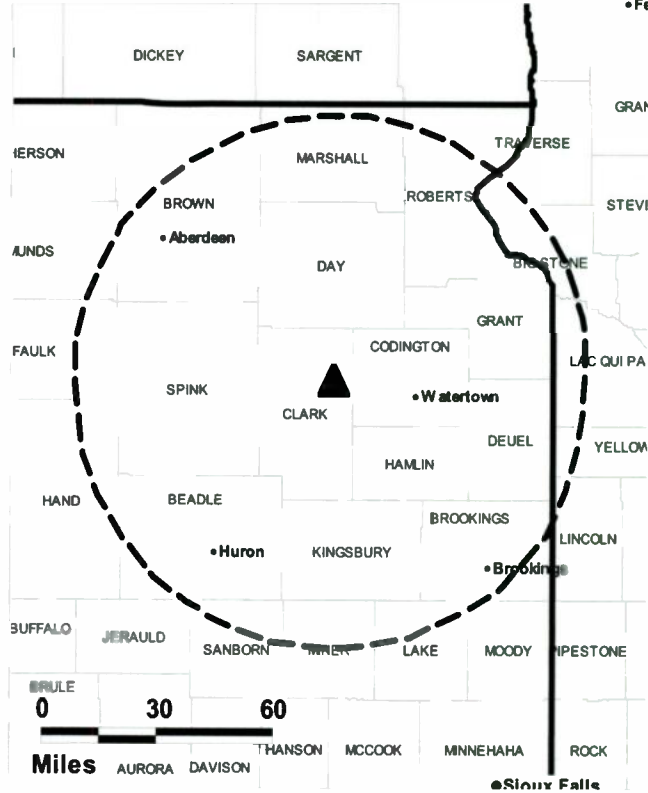 Fe
DICKEY SARGENT
GRAN
TRAVERSE
HERSON MARSHALL
ROBERTS
BROWN STEVE
Aberdeen
MUNDS BIG STONE
DAY
GRANT
FAULK CODINGTON
LAC QUI PA
SPINK
Watertown
CLARK
DEUEL YELLOW
HAMLIN
HAND BEADLE
BROOKINGS
LINCOLN
Huron KINGSBURY
Brookings
BUFFALO JERAULD
SANBORN MINER LAKE MOODY PIPESTONE
BRULE
0 30 60
HANSON MCCOOK MINNEHAHA ROCK
Miles AURORA DAVISON
Sioux Falls